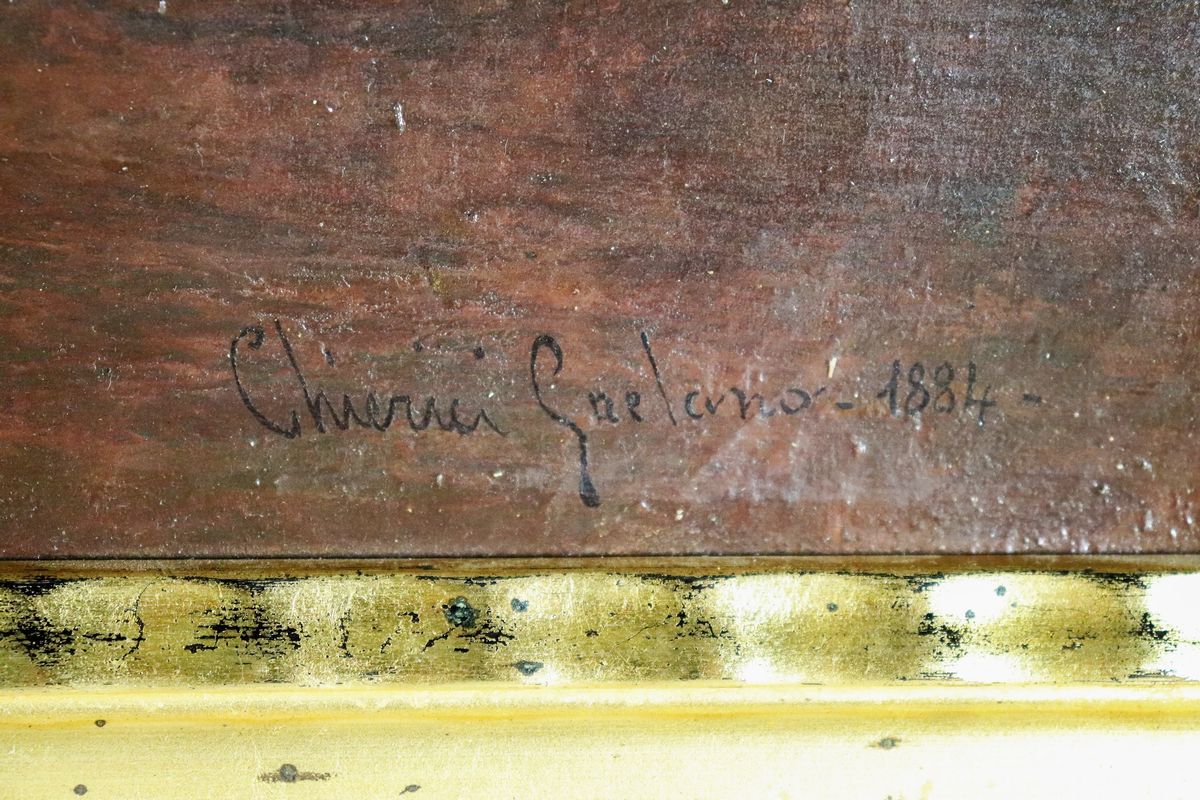 Chierici Gaetano - 1884 -